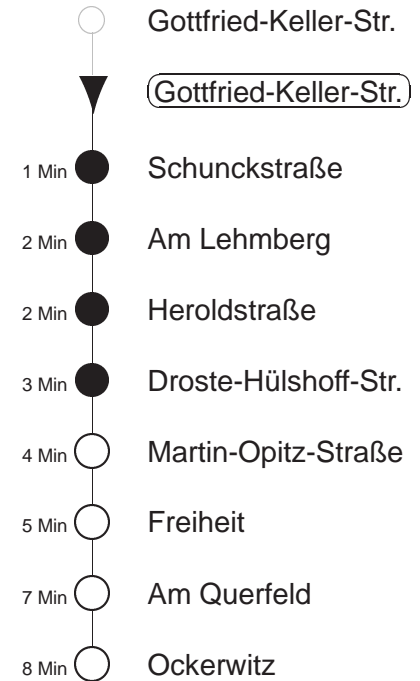 Gottfried-Keller-Str.
Gottfried-Keller-Str.
1 Min Schunckstraße
2 Min Am Lehmberg
2 Min Heroldstraße
3 Min Droste-Hülshoff-Str.
4 Min Martin-Opitz-Straße
5 Min Freiheit
7 Min Am Querfeld
8 Min Ockerwitz